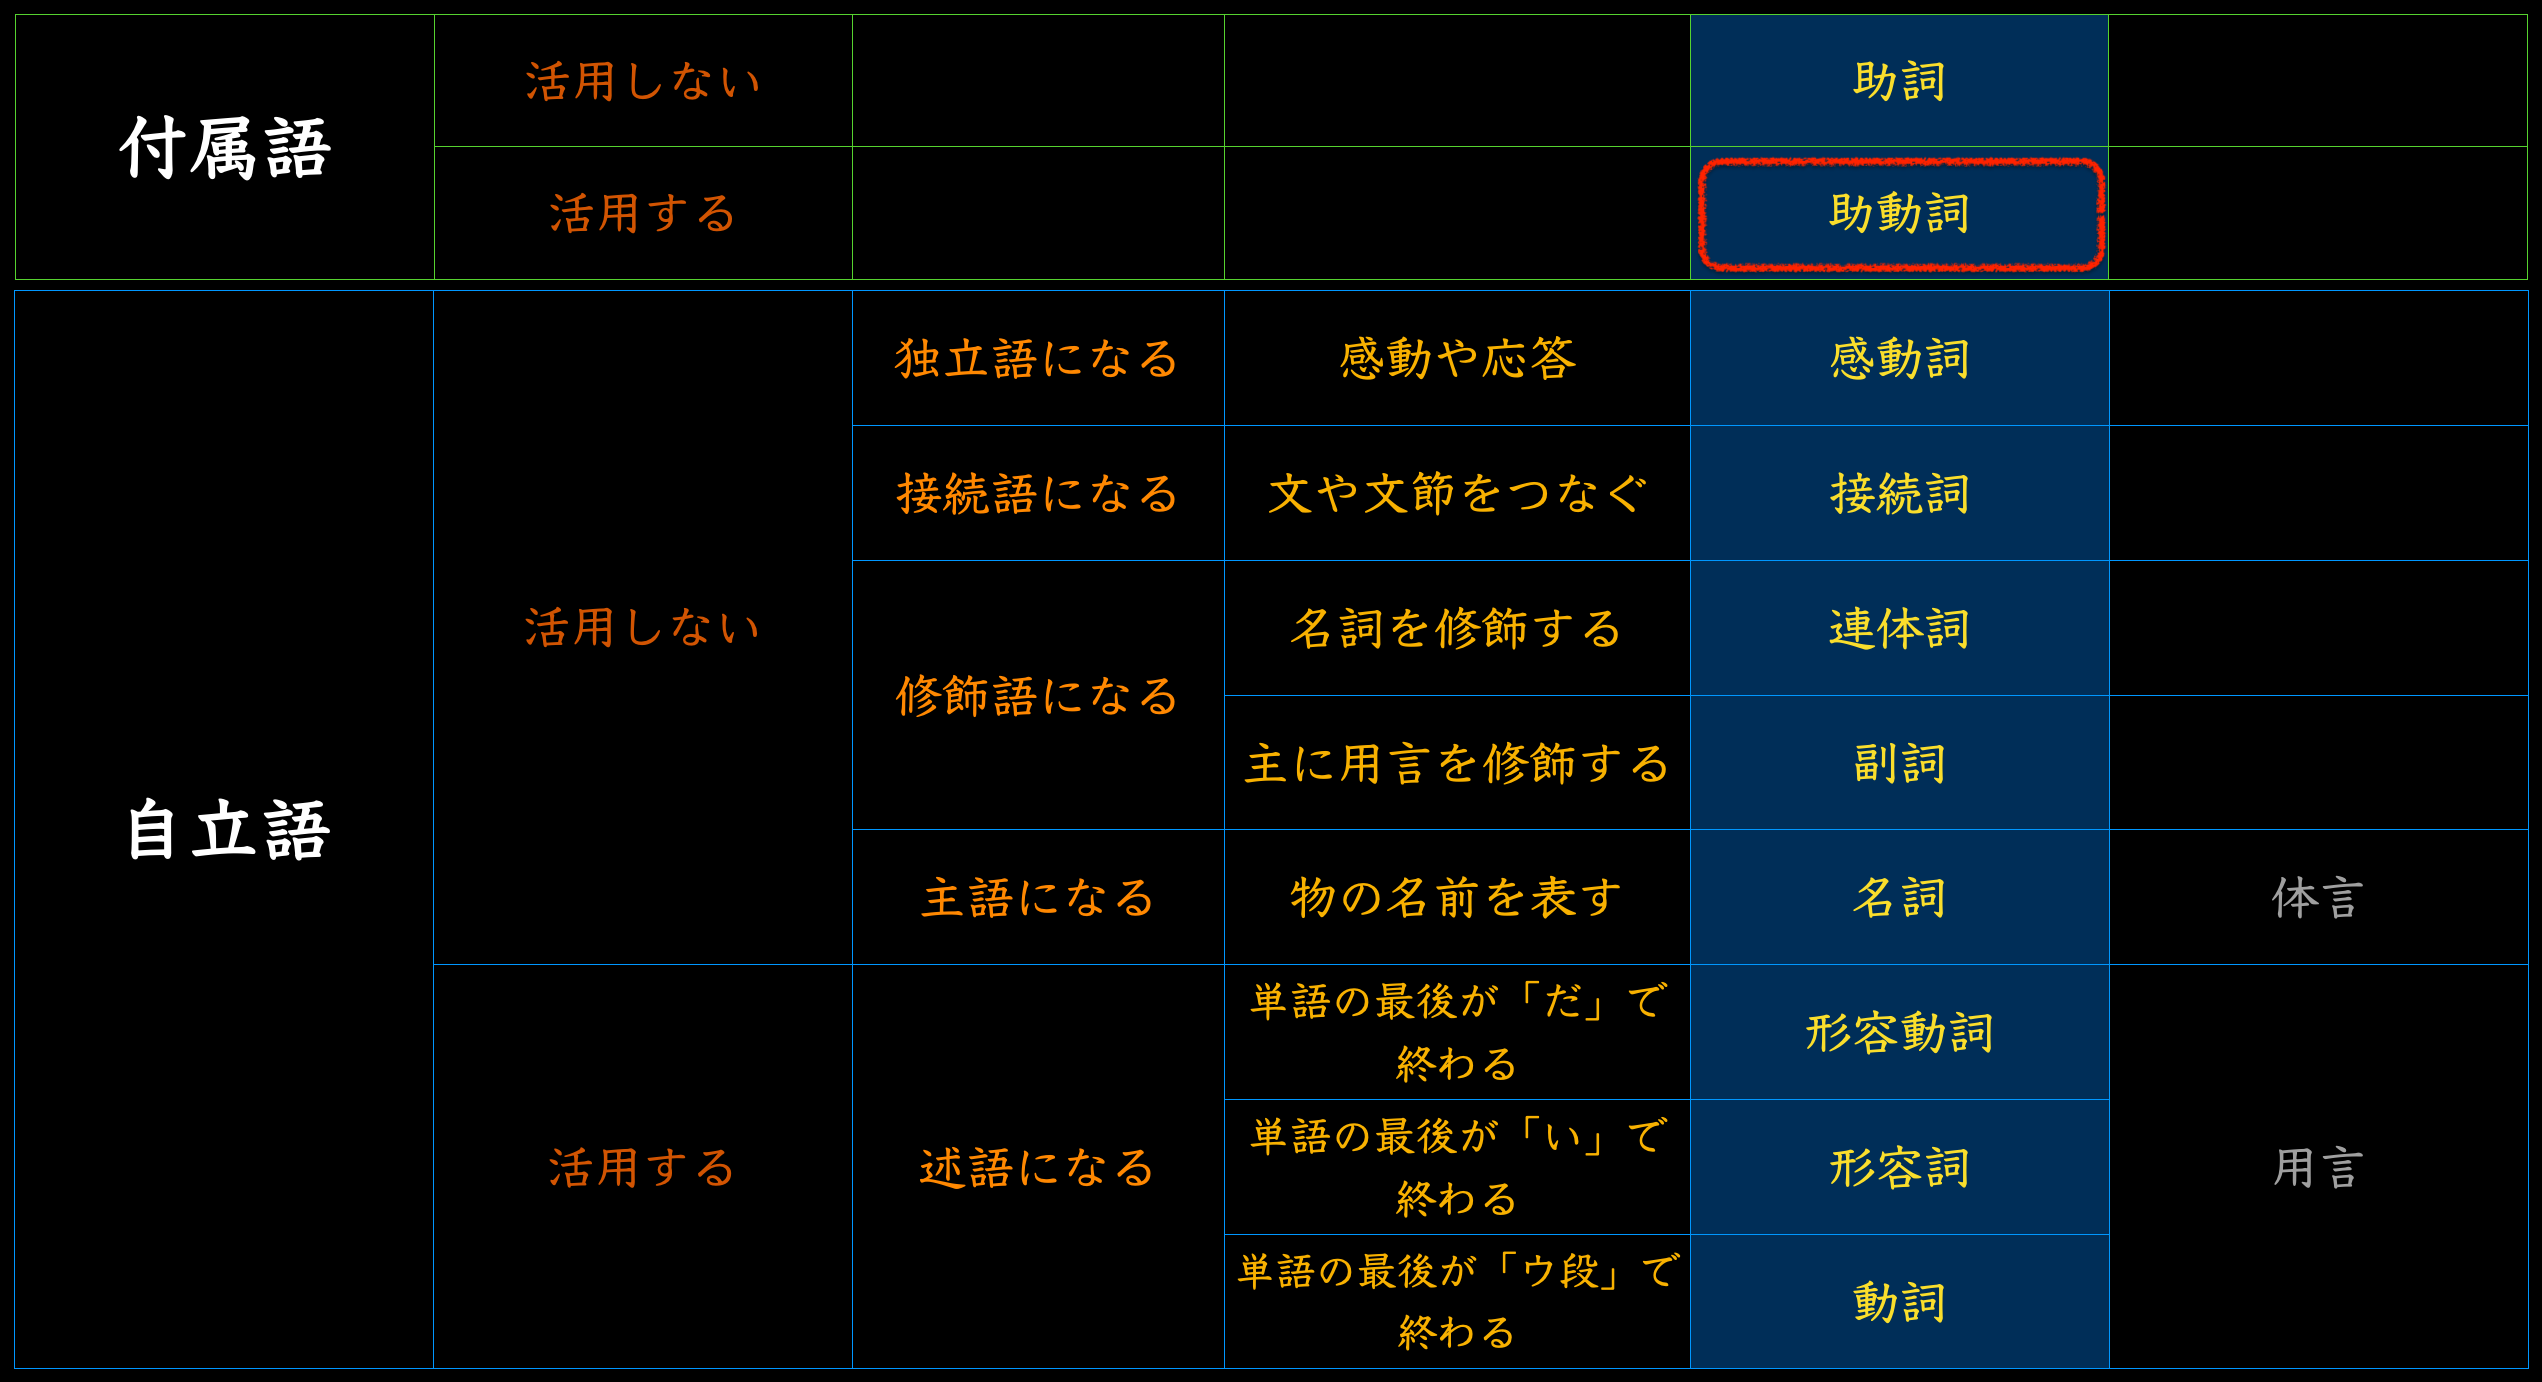 付属語
活用しない
助詞
活用する
助動詞
自立語
活用しない
独立語になる
感動や応答
感動詞
接続語になる
文や文節をつなぐ
接続詞
修飾語になる
名詞を修飾する
連体詞
主に用言を修飾する
副詞
主語になる
物の名前を表す
名詞
体言
活用する
述語になる
単語の最後が「だ」で
終わる
形容動詞
単語の最後が「い」で
終わる
形容詞
用言
単語の最後が「ウ段」で
終わる
動詞